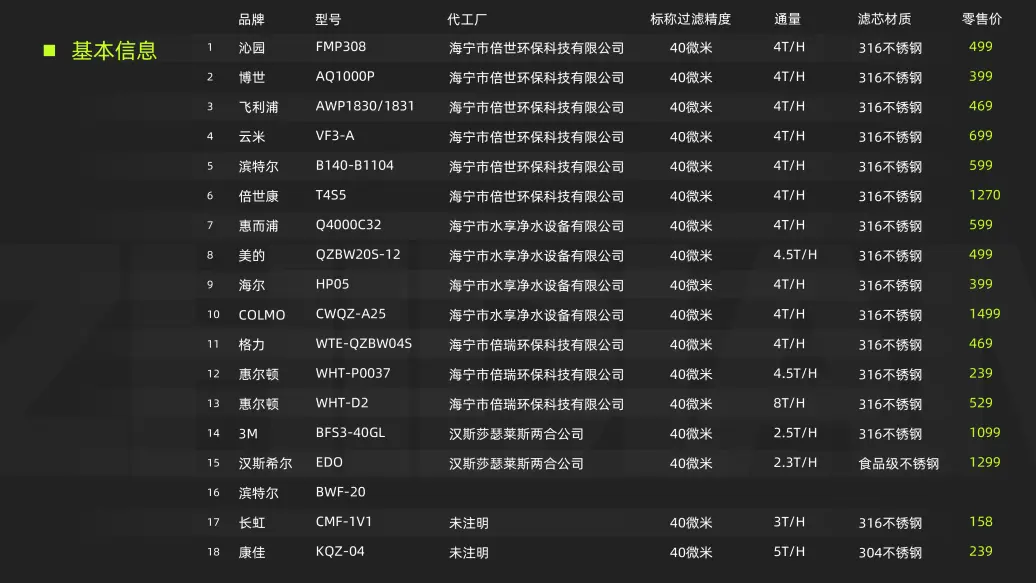 品牌 型号 代工厂 标称过滤精度 通量 滤芯材质 零售价
基本信息
1 沁园 FMP308 海宁市倍世环保科技有限公司 40微米 4T/H 316不锈钢 499
2 博世 AQ1000P 海宁市倍世环保科技有限公司 40微米 4T/H 316不锈钢 399
3 飞利浦 AWP1830/1831 海宁市倍世环保科技有限公司 40微米 4T/H 316不锈钢 469
4 云米 VF3-A 海宁市倍世环保科技有限公司 40微米 4T/H 316不锈钢 699
5 滨特尔 B140-B1104 海宁市倍世环保科技有限公司 40微米 4T/H 316不锈钢 599
6 倍世康 T4S5 海宁市倍世环保科技有限公司 40微米 4T/H 316不锈钢 1270
7 惠而浦 Q4000C32 海宁市水享净水设备有限公司 40微米 4T/H 316不锈钢 599
8 美的 QZBW20S-12 海宁市水享净水设备有限公司 40微米 4.5T/H 316不锈钢 499
9 海尔 HP05 海宁市水享净水设备有限公司 40微米 4T/H 316不锈钢 399
10 COLMO CWQZ-A25 海宁市水享净水设备有限公司 40微米 4T/H 316不锈钢 1499
11 格力 WTE-QZBW04S 海宁市倍瑞环保科技有限公司 40微米 4T/H 316不锈钢 469
12 惠尔顿 WHT-P0037 海宁市倍瑞环保科技有限公司 40微米 4.5T/H 316不锈钢 239
13 惠尔顿 WHT-D2 海宁市倍瑞环保科技有限公司 40微米 8T/H 316不锈钢 529
14 3M BFS3-40GL 汉斯莎瑟莱斯两合公司 40微米 2.5T/H 316不锈钢 1099
15 汉斯希尔 EDO 汉斯莎瑟莱斯两合公司 40微米 2.3T/H 食品级不锈钢 1299
16 滨特尔 BWF-20
17 长虹 CMF-1V1 未注明 40微米 3T/H 316不锈钢 158
18 康佳 KQZ-04 未注明 40微米 5T/H 304不锈钢 239